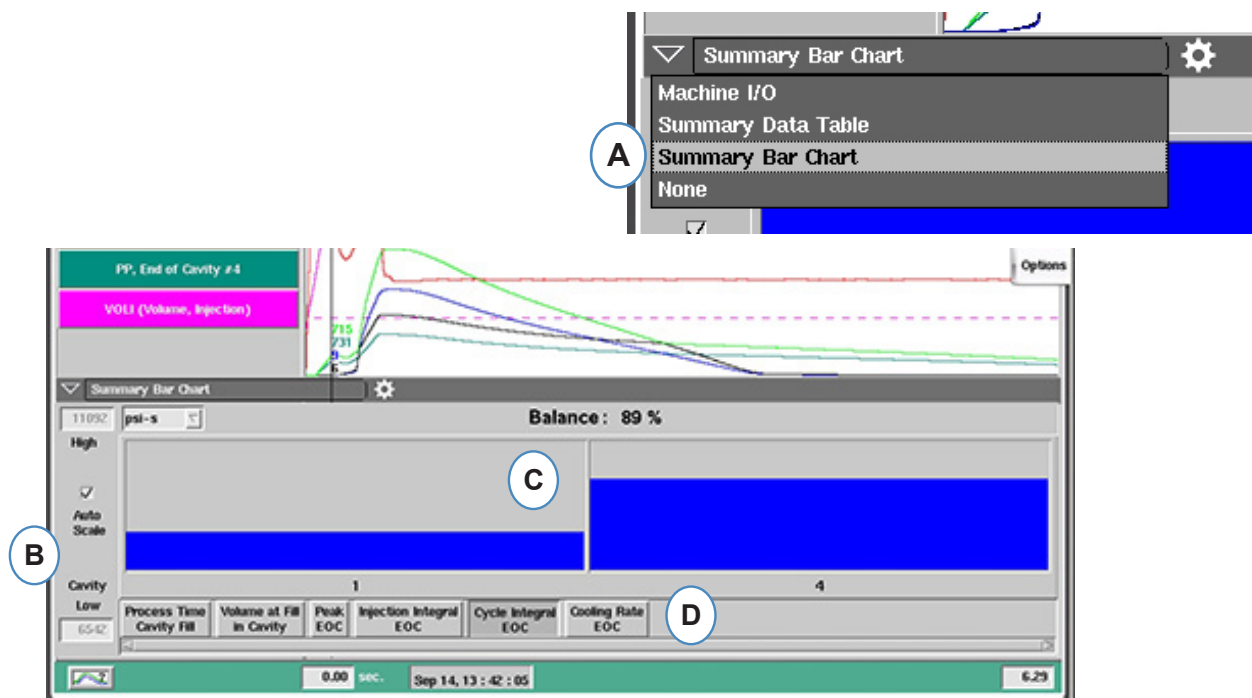 Summary Bar Chart
Machine I/O
Summary Data Table
A
Summary Bar Chart
None
PP, End of Cavity #4
VOLI (Volume, Injection)
Options
715
731
Summary Bar Chart
11092 psi-s
Balance: 89 %
High
C
Auto
Scale
B
Cavity
1 4
Low
Process Time Cavity Fill
Volume at Fill in Cavity
Peak EOC
Injection Integral EOC
Cycle Integral EOC
Cooling Rate EOC
D
6542
0.00 sec. Sep 14, 13 : 42 : 05 6.29